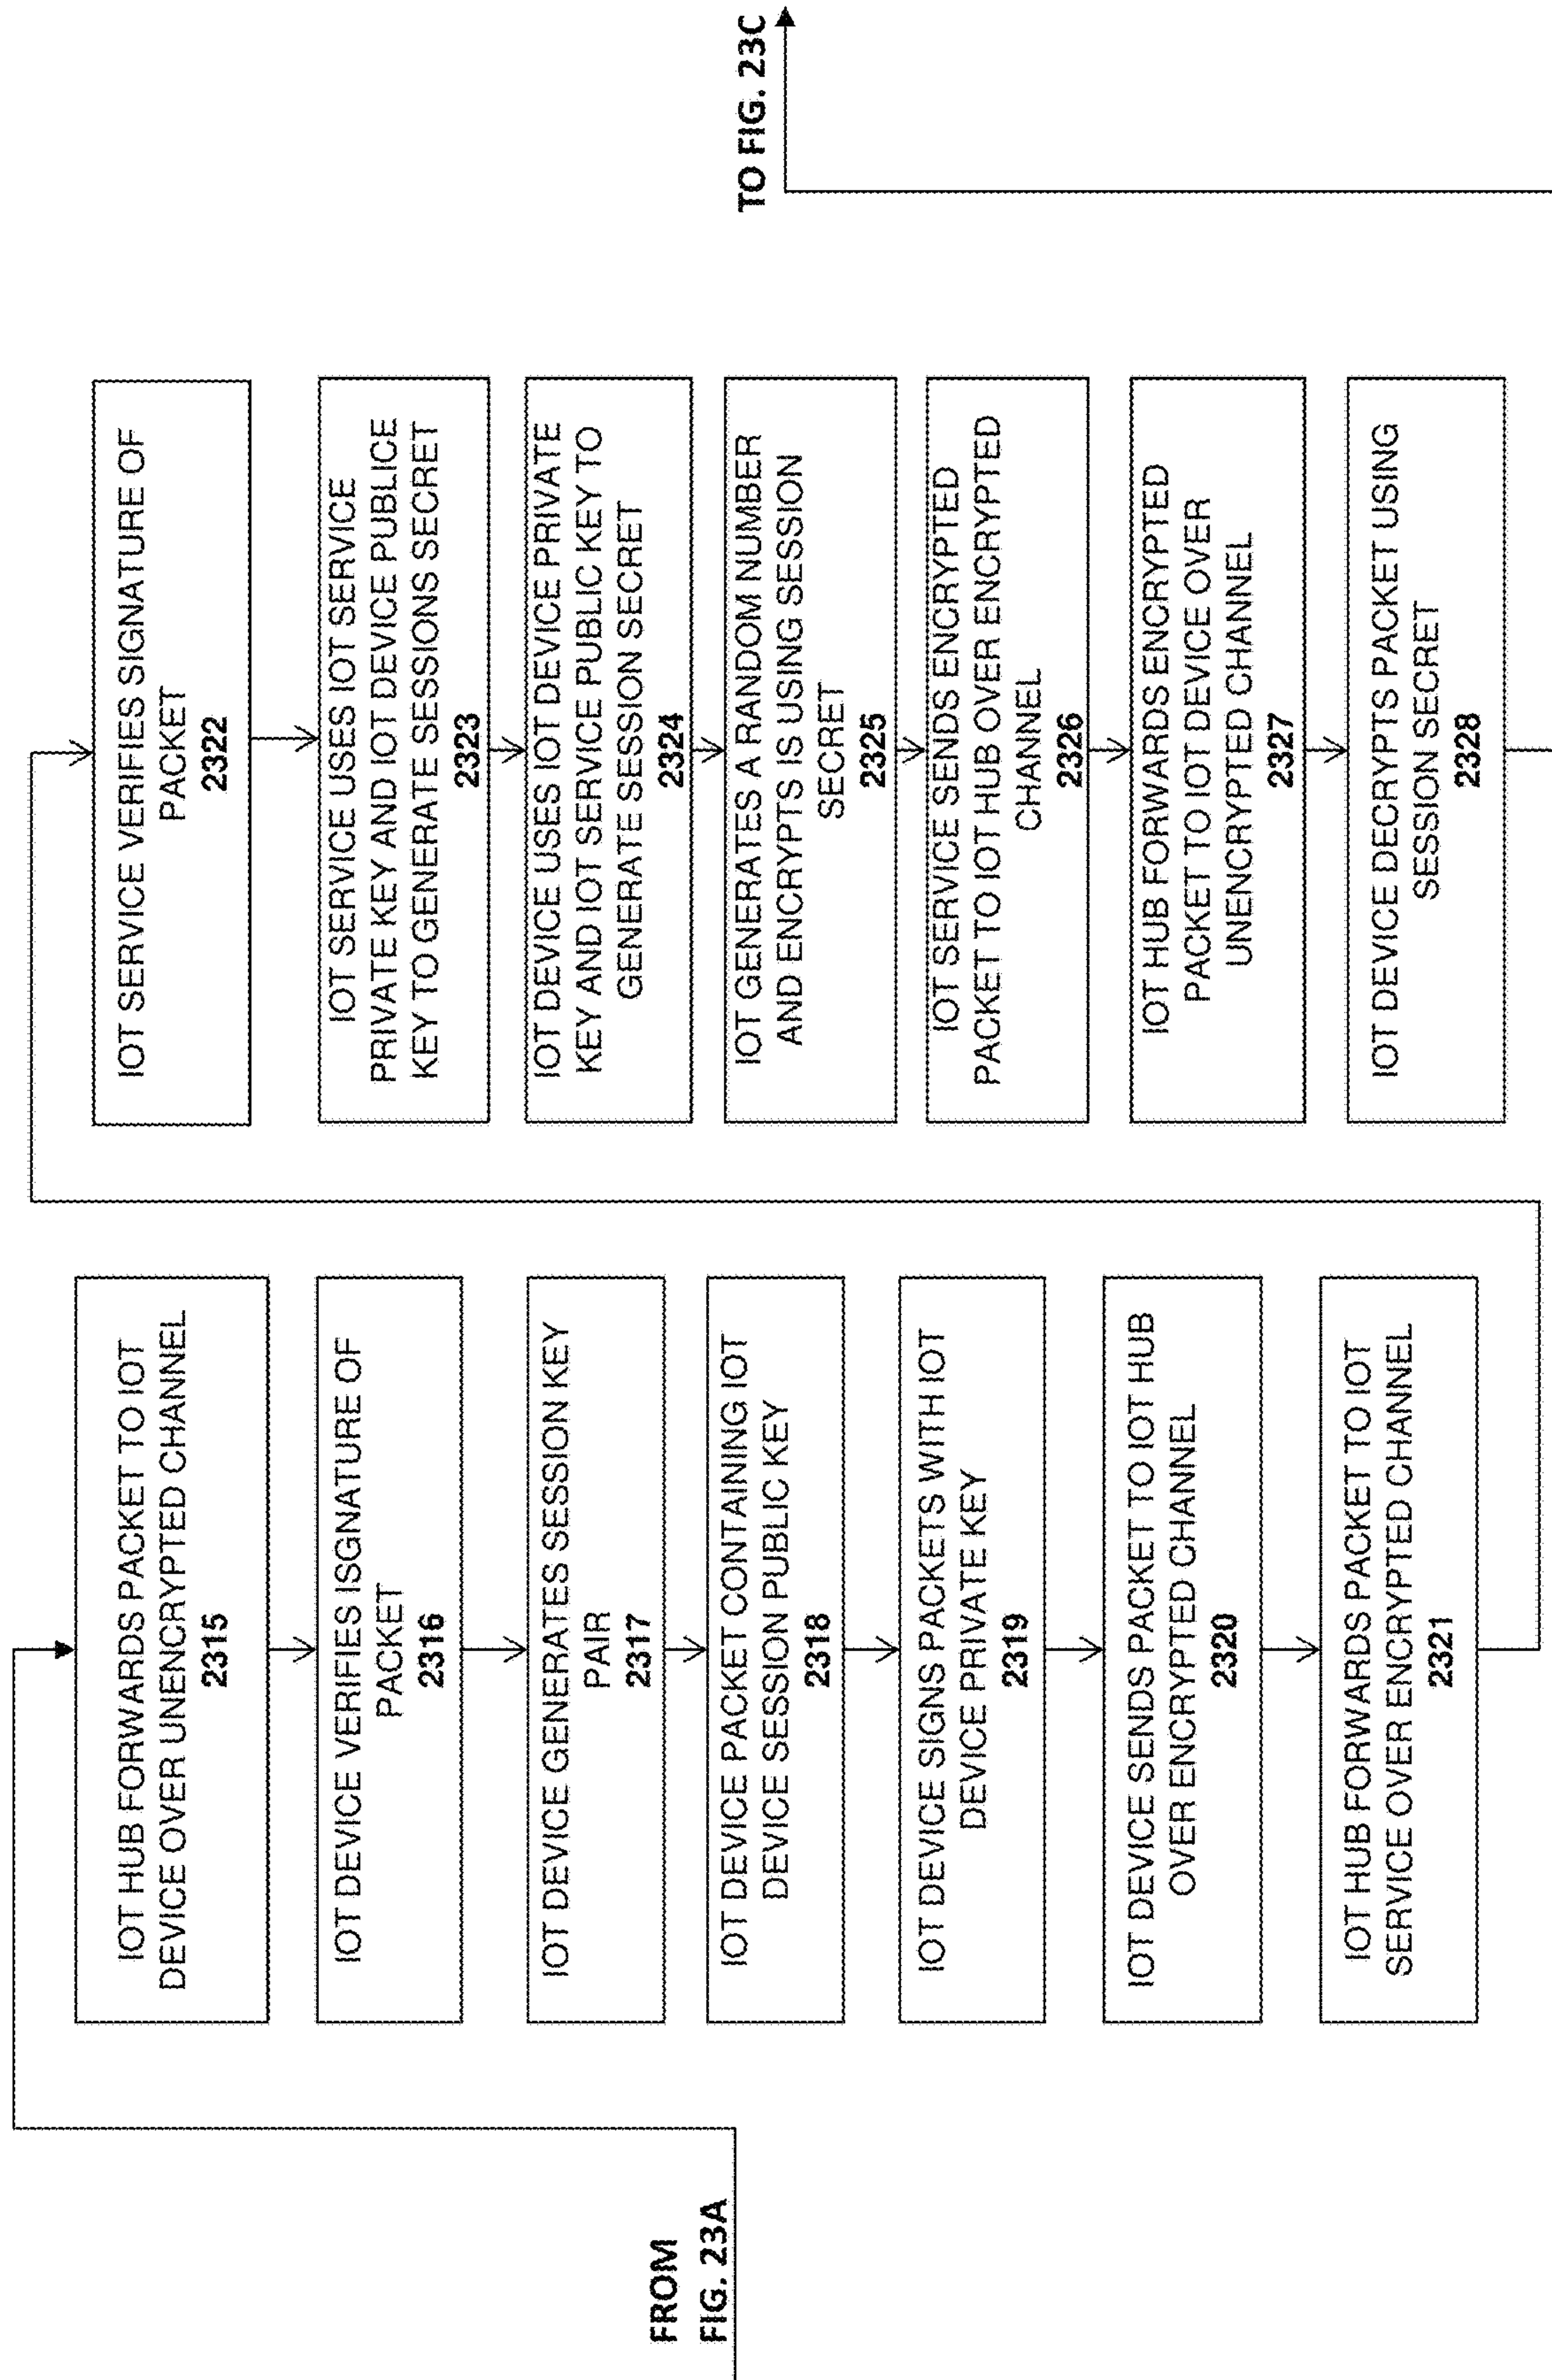 FROM
FIG. 23A
IOT HUB FORWARDS PACKET TO IOT
DEVICE OVER UNENCRYPTED CHANNEL
2315
IOT DEVICE VERIFIES ISGNATURE OF
PACKET
2316
IOT DEVICE GENERATES SESSION KEY
PAIR
2317
IOT DEVICE PACKET CONTAINING IOT
DEVICE SESSION PUBLIC KEY
2318
IOT DEVICE SIGNS PACKETS WITH IOT
DEVICE PRIVATE KEY
2319
IOT DEVICE SENDS PACKET TO IOT HUB
OVER ENCRYPTED CHANNEL
2320
IOT HUB FORWARDS PACKET TO IOT
SERVICE OVER ENCRYPTED CHANNEL
2321
IOT SERVICE VERIFIES SIGNATURE OF
PACKET
2322
IOT SERVICE USES IOT SERVICE
PRIVATE KEY AND IOT DEVICE PUBLICE
KEY TO GENERATE SESSIONS SECRET
2323
IOT DEVICE USES IOT DEVICE PRIVATE
KEY AND IOT SERVICE PUBLIC KEY TO
GENERATE SESSION SECRET
2324
IOT GENERATES A RANDOM NUMBER
AND ENCRYPTS IS USING SESSION
SECRET
2325
IOT SERVICE SENDS ENCRYPTED
PACKET TO IOT HUB OVER ENCRYPTED
CHANNEL
2326
IOT HUB FORWARDS ENCRYPTED
PACKET TO IOT DEVICE OVER
UNENCRYPTED CHANNEL
2327
IOT DEVICE DECRYPTS PACKET USING
SESSION SECRET
2328
TO FIG. 23C